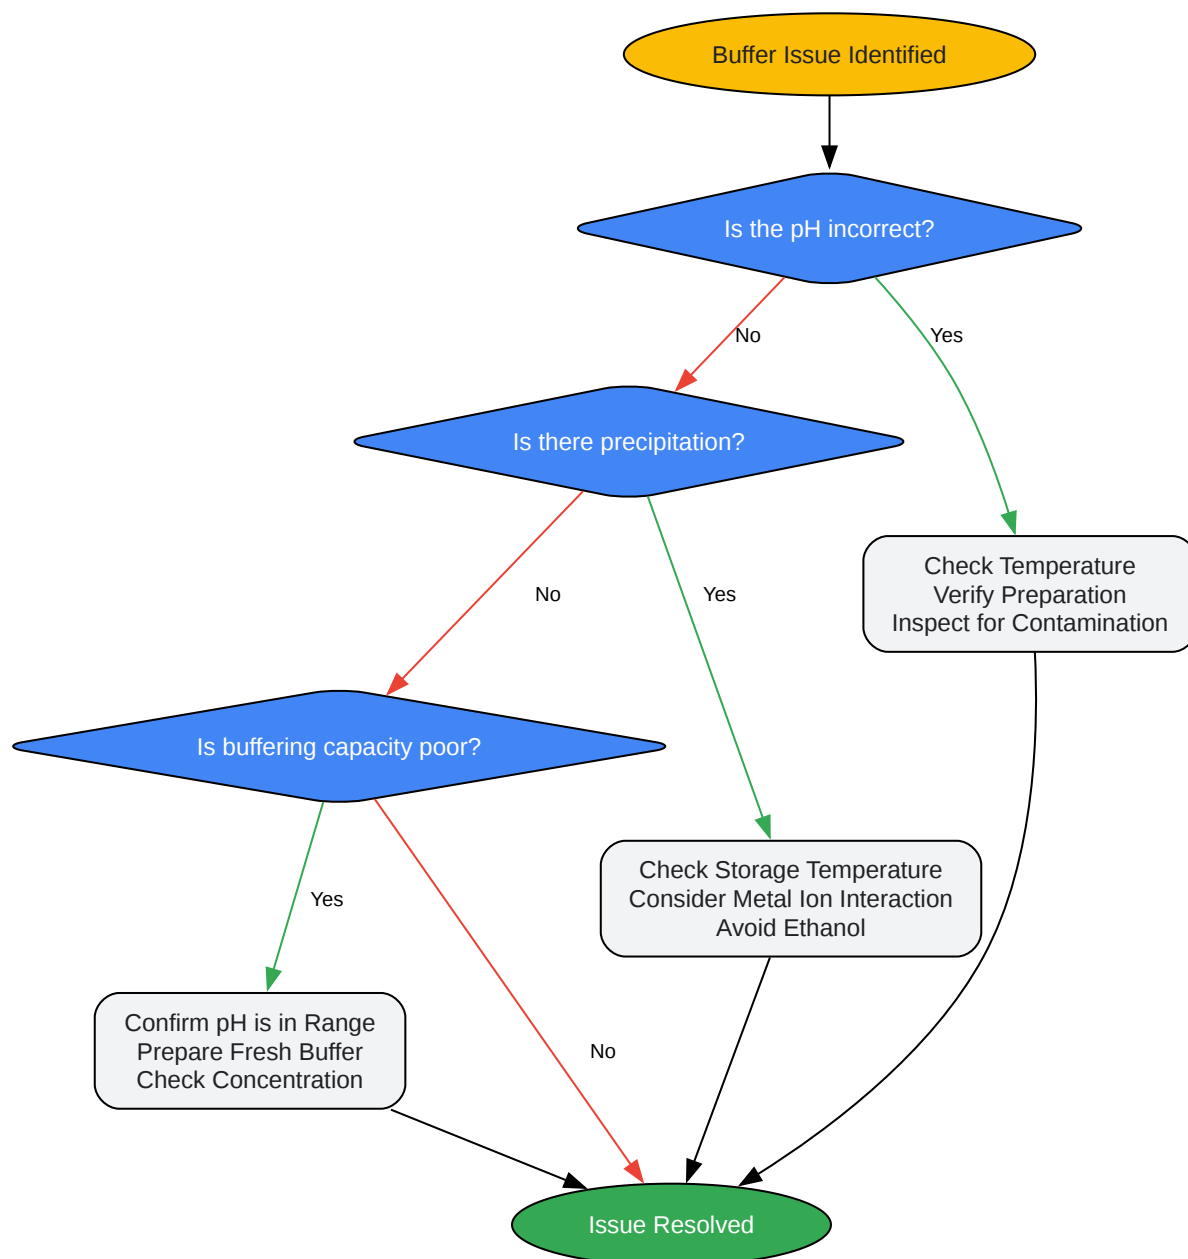 Buffer Issue Identified
Is the pH incorrect?
No
Yes
Is there precipitation?
Check Temperature
Verify Preparation
Inspect for Contamination
No
Yes
Is buffering capacity poor?
Check Storage Temperature
Consider Metal Ion Interaction
Avoid Ethanol
Yes
Confirm pH is in Range
Prepare Fresh Buffer
Check Concentration
No
Issue Resolved